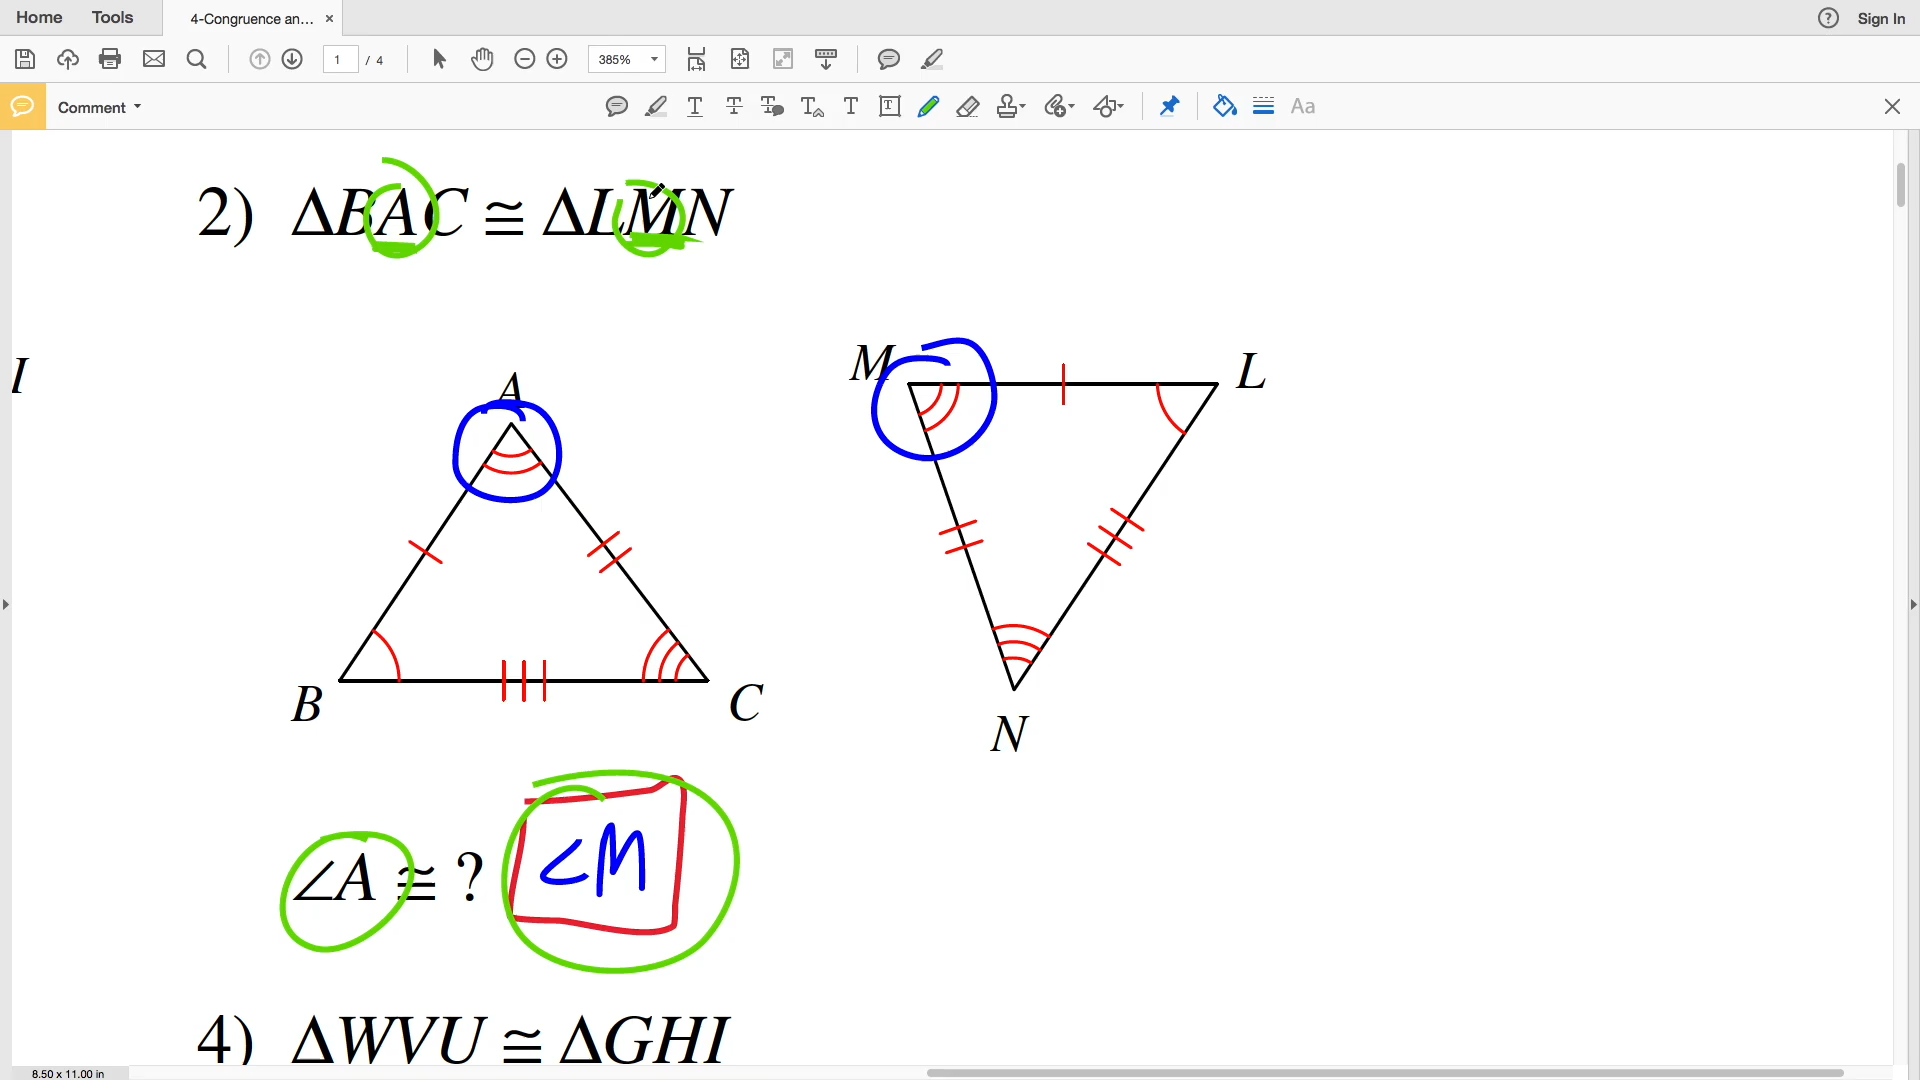 Home Tools 4-Congruence an... × ? Sign In
1 / 4 385%
Comment T T T T T T Aa
2) ΔBAC ≅ ΔLMN
I
A
M
L
B
C
N
∠A ≅ ? ∠M
4) ΔWVU ≅ ΔGHI
8.50 x 11.00 in